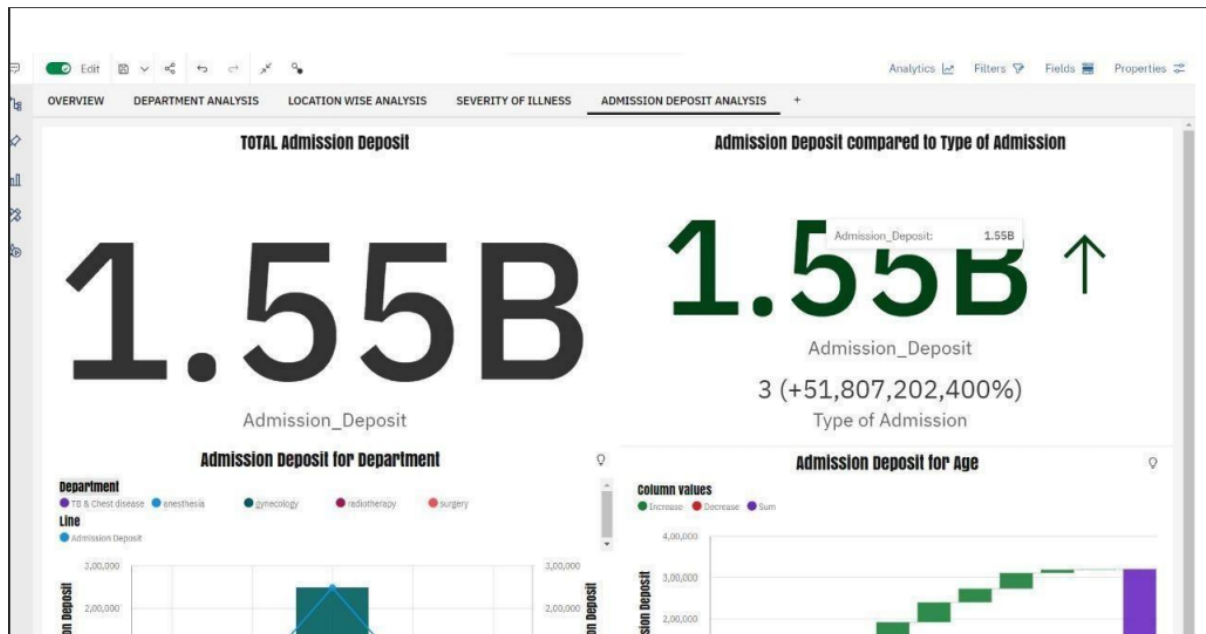 Edit
Analytics Filters Fields Properties
OVERVIEW DEPARTMENT ANALYSIS LOCATION WISE ANALYSIS SEVERITY OF ILLNESS ADMISSION DEPOSIT ANALYSIS +
TOTAL Admission Deposit
1.55B
Admission_Deposit
Admission Deposit compared to Type of Admission
1.55B
Admission_Deposit: 1.55B
Admission_Deposit
3 (+51,807,202,400%)
Type of Admission
Admission Deposit for Department
Department
TB & Chest disease anesthesia gynecology radiotherapy surgery
Line
Admission Deposit
3,00,000
2,00,000
3,00,000
2,00,000
Deposit
Deposit
Admission Deposit for Age
Column values
Increase Decrease Sum
4,00,000
3,00,000
2,00,000
Deposit